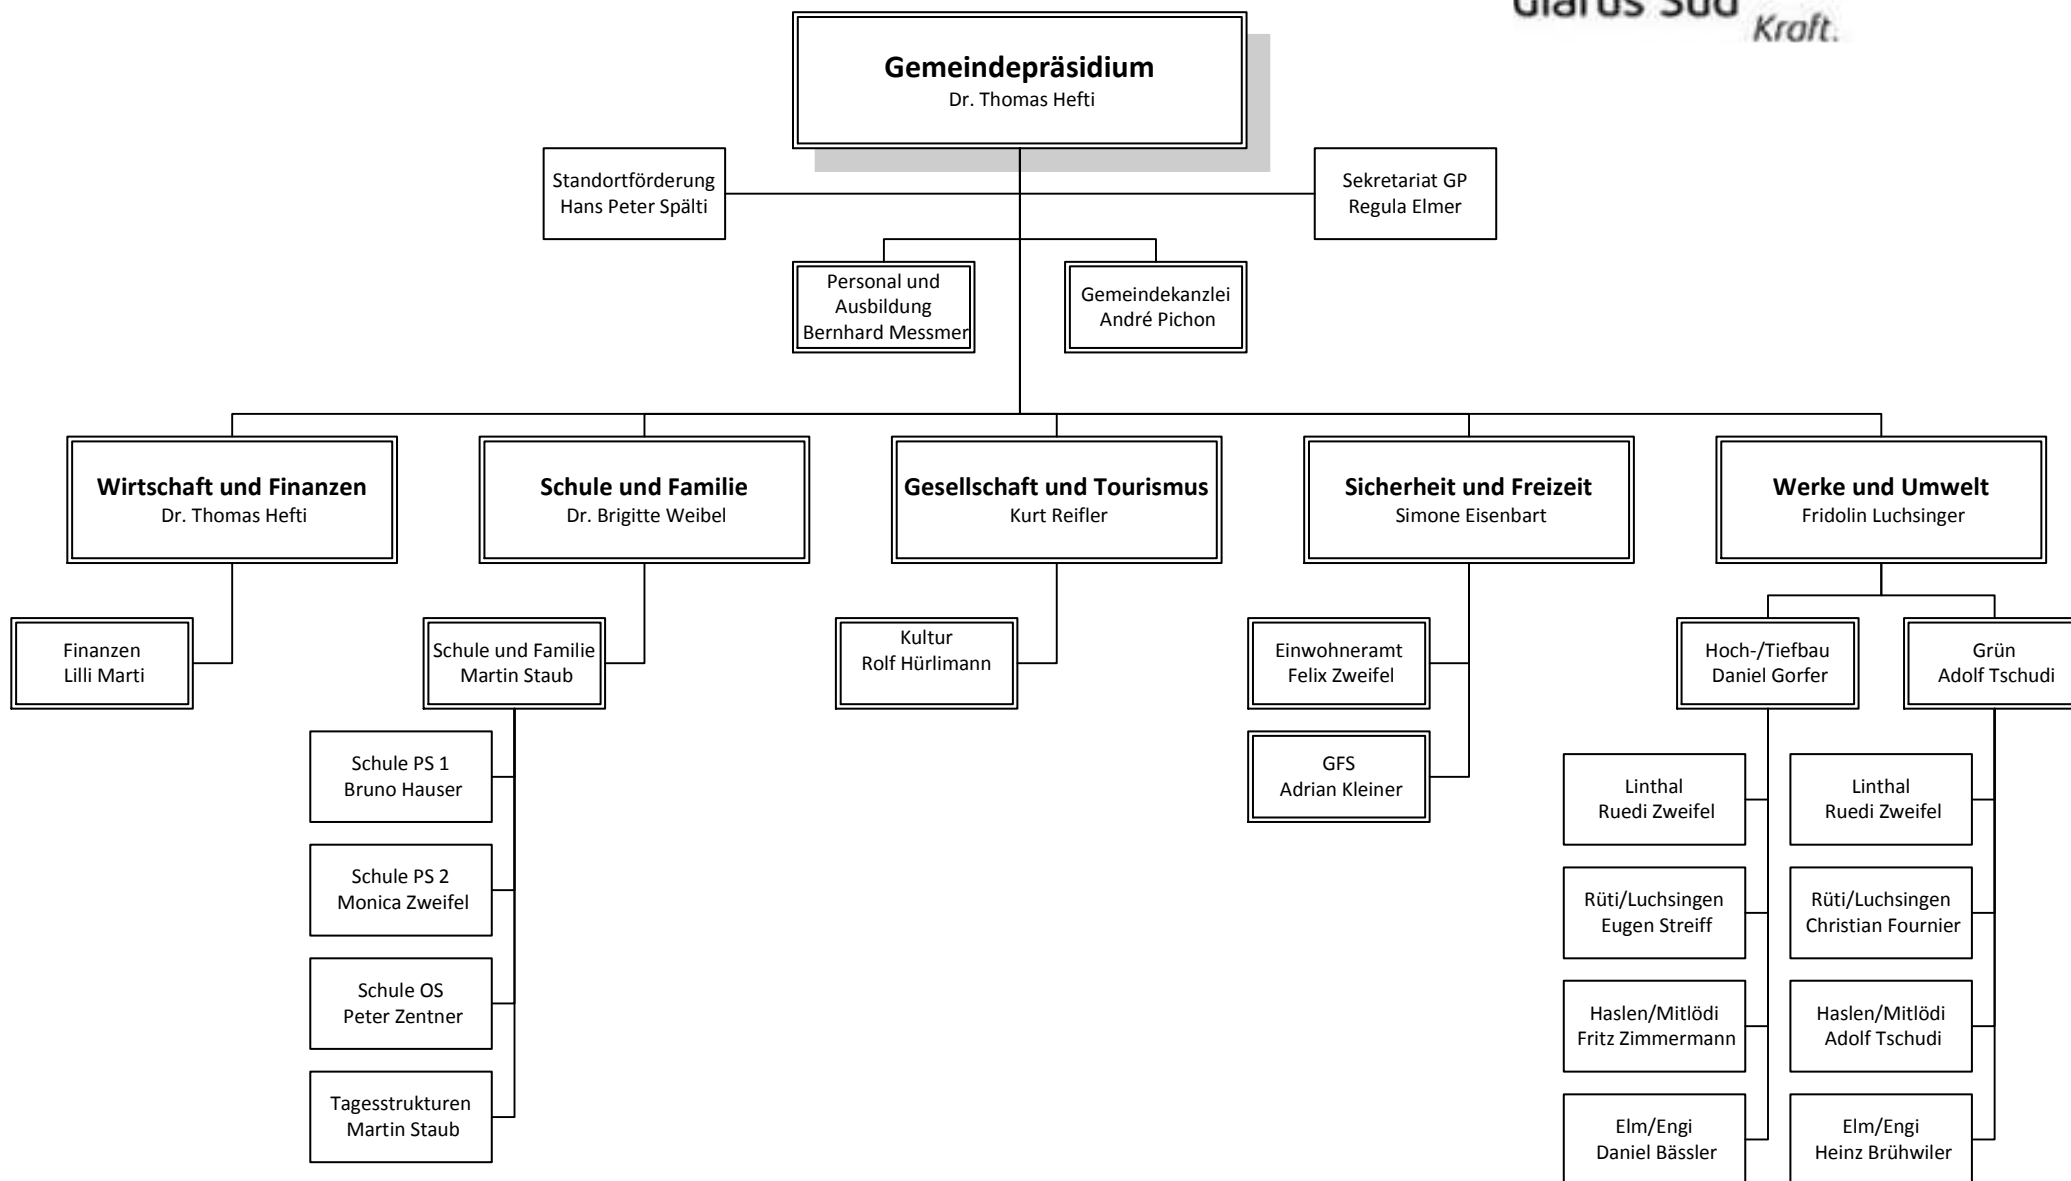 Glarus Süd
Kraft.
Gemeindepräsidium
Dr. Thomas Hefti
Standortförderung
Hans Peter Spälti
Sekretariat GP
Regula Elmer
Personal und
Ausbildung
Bernhard Messmer
Gemeindekanzlei
André Pichon
Wirtschaft und Finanzen
Dr. Thomas Hefti
Schule und Familie
Dr. Brigitte Weibel
Gesellschaft und Tourismus
Kurt Reifler
Sicherheit und Freizeit
Simone Eisenbart
Werke und Umwelt
Fridolin Luchsinger
Finanzen
Lilli Marti
Schule und Familie
Martin Staub
Kultur
Rolf Hürlimann
Einwohneramt
Felix Zweifel
Hoch-/Tiefbau
Daniel Gorfer
Grün
Adolf Tschudi
Schule PS 1
Bruno Hauser
GFS
Adrian Kleiner
Linthal
Ruedi Zweifel
Linthal
Ruedi Zweifel
Schule PS 2
Monica Zweifel
Rüti/Luchsingen
Eugen Streiff
Rüti/Luchsingen
Christian Fournier
Schule OS
Peter Zentner
Haslen/Mitlödi
Fritz Zimmermann
Haslen/Mitlödi
Adolf Tschudi
Tagesstrukturen
Martin Staub
Elm/Engi
Daniel Bässler
Elm/Engi
Heinz Brühwiler